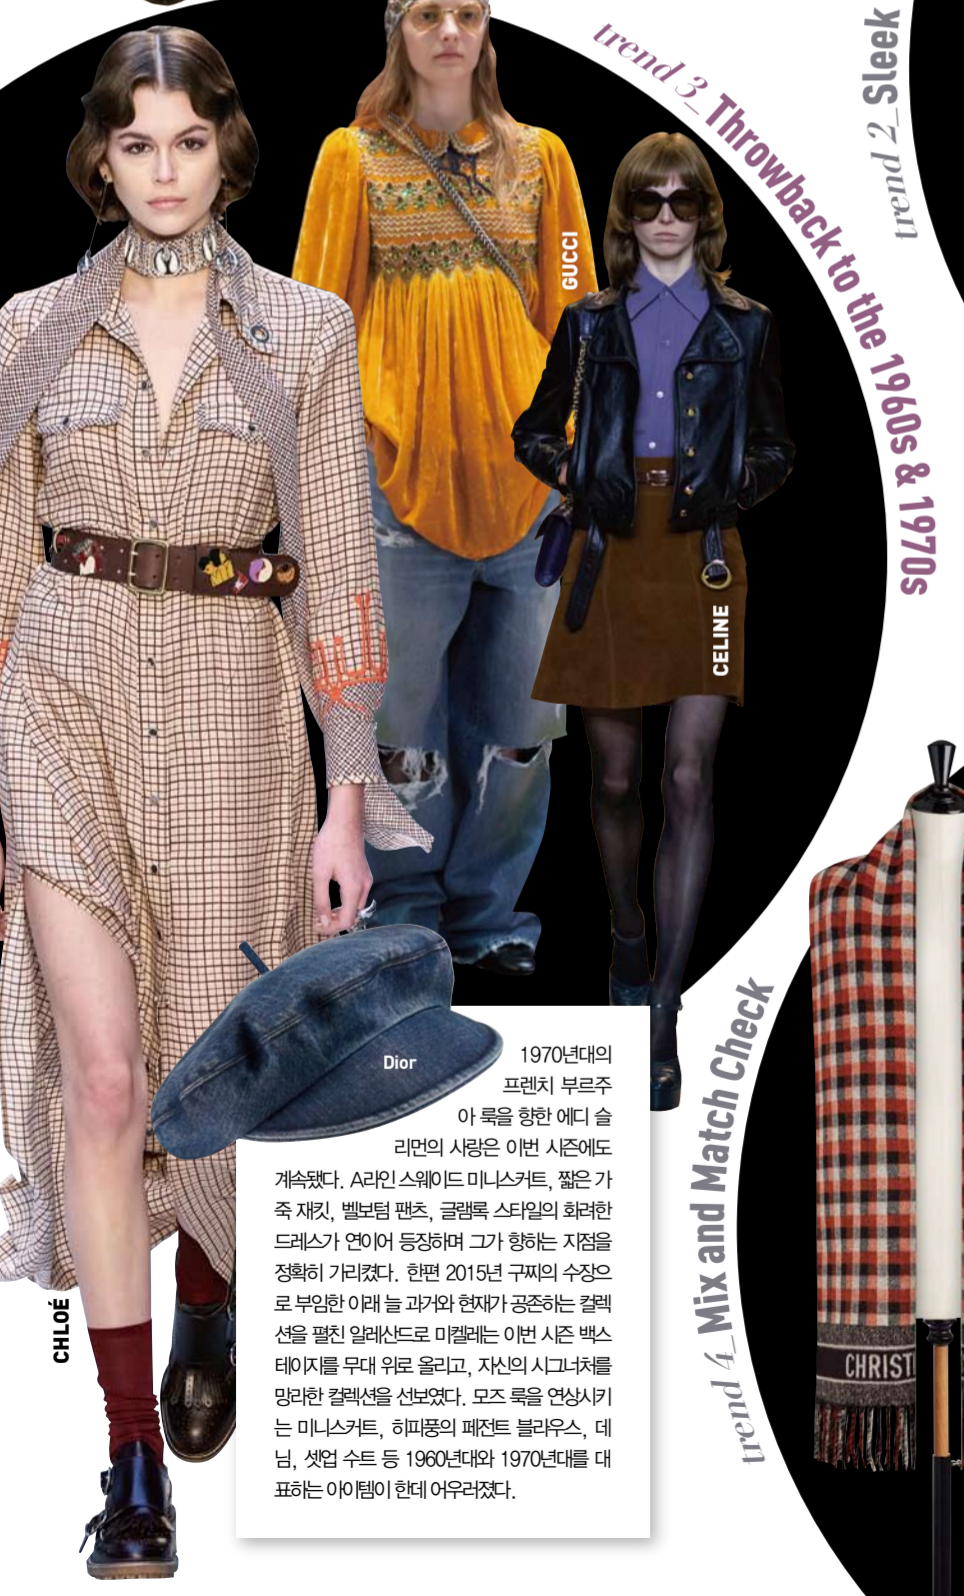 trend 3_Throwback to the 1960s & 1970s
trend 2_Sleek
GUCCI
CELINE
Dior
1970년대의
프렌치 부르주
아 룩을 향한 에디 슬
리먼의 사랑은 이번 시즌에도
계속됐다. A라인 스웨이드 미니스커트, 짧은 가
죽 재킷, 벨보텀 팬츠, 글램록 스타일의 화려한
드레스가 연이어 등장하며 그가 향하는 지점을
정확히 가리켰다. 한편 2015년 구찌의 수장으
로 부임한 이래 늘 과거와 현재가 공존하는 컬렉
션을 펼친 알레산드로 미켈레는 이번 시즌 백스
테이지를 무대 위로 올리고, 자신의 시그너처를
망라한 컬렉션을 선보였다. 모즈 룩을 연상시키
는 미니스커트, 히피풍의 페전트 블라우스, 데
님, 셋업 수트 등 1960년대와 1970년대를 대
표하는 아이템이 한데 어우러졌다.
CHLOÉ
trend 4_Mix and Match Check
CHRIST